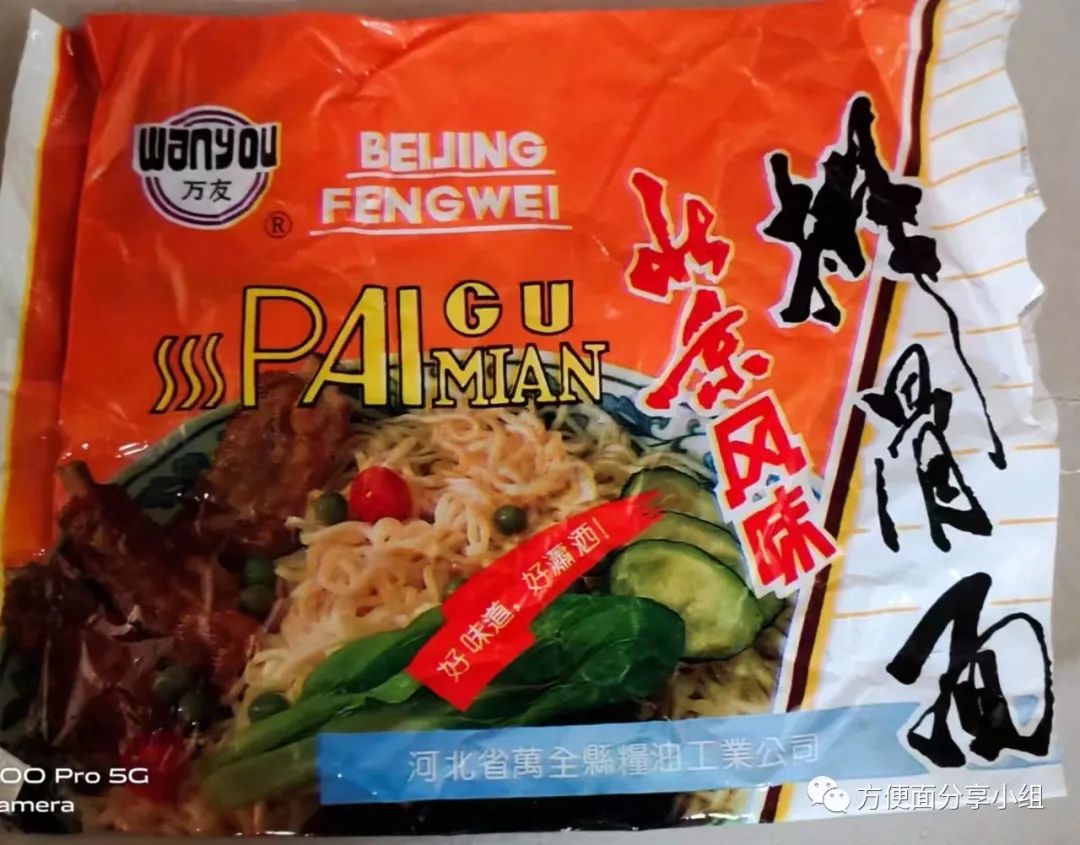 wanyou
万友
®
BEIJING
FENGWEI
PAI GU
MIAN
北京风味
排骨面
好味道，好瀟洒!
河北省萬全縣糧油工業公司
OO Pro 5G
amera
方便面分享小组